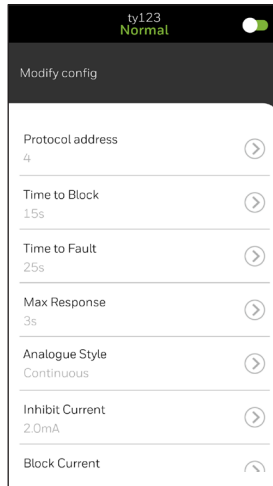 ty123
Normal
Modify config
Protocol address
4
Time to Block
15s
Time to Fault
25s
Max Response
3s
Analogue Style
Continuous
Inhibit Current
2.0mA
Block Current